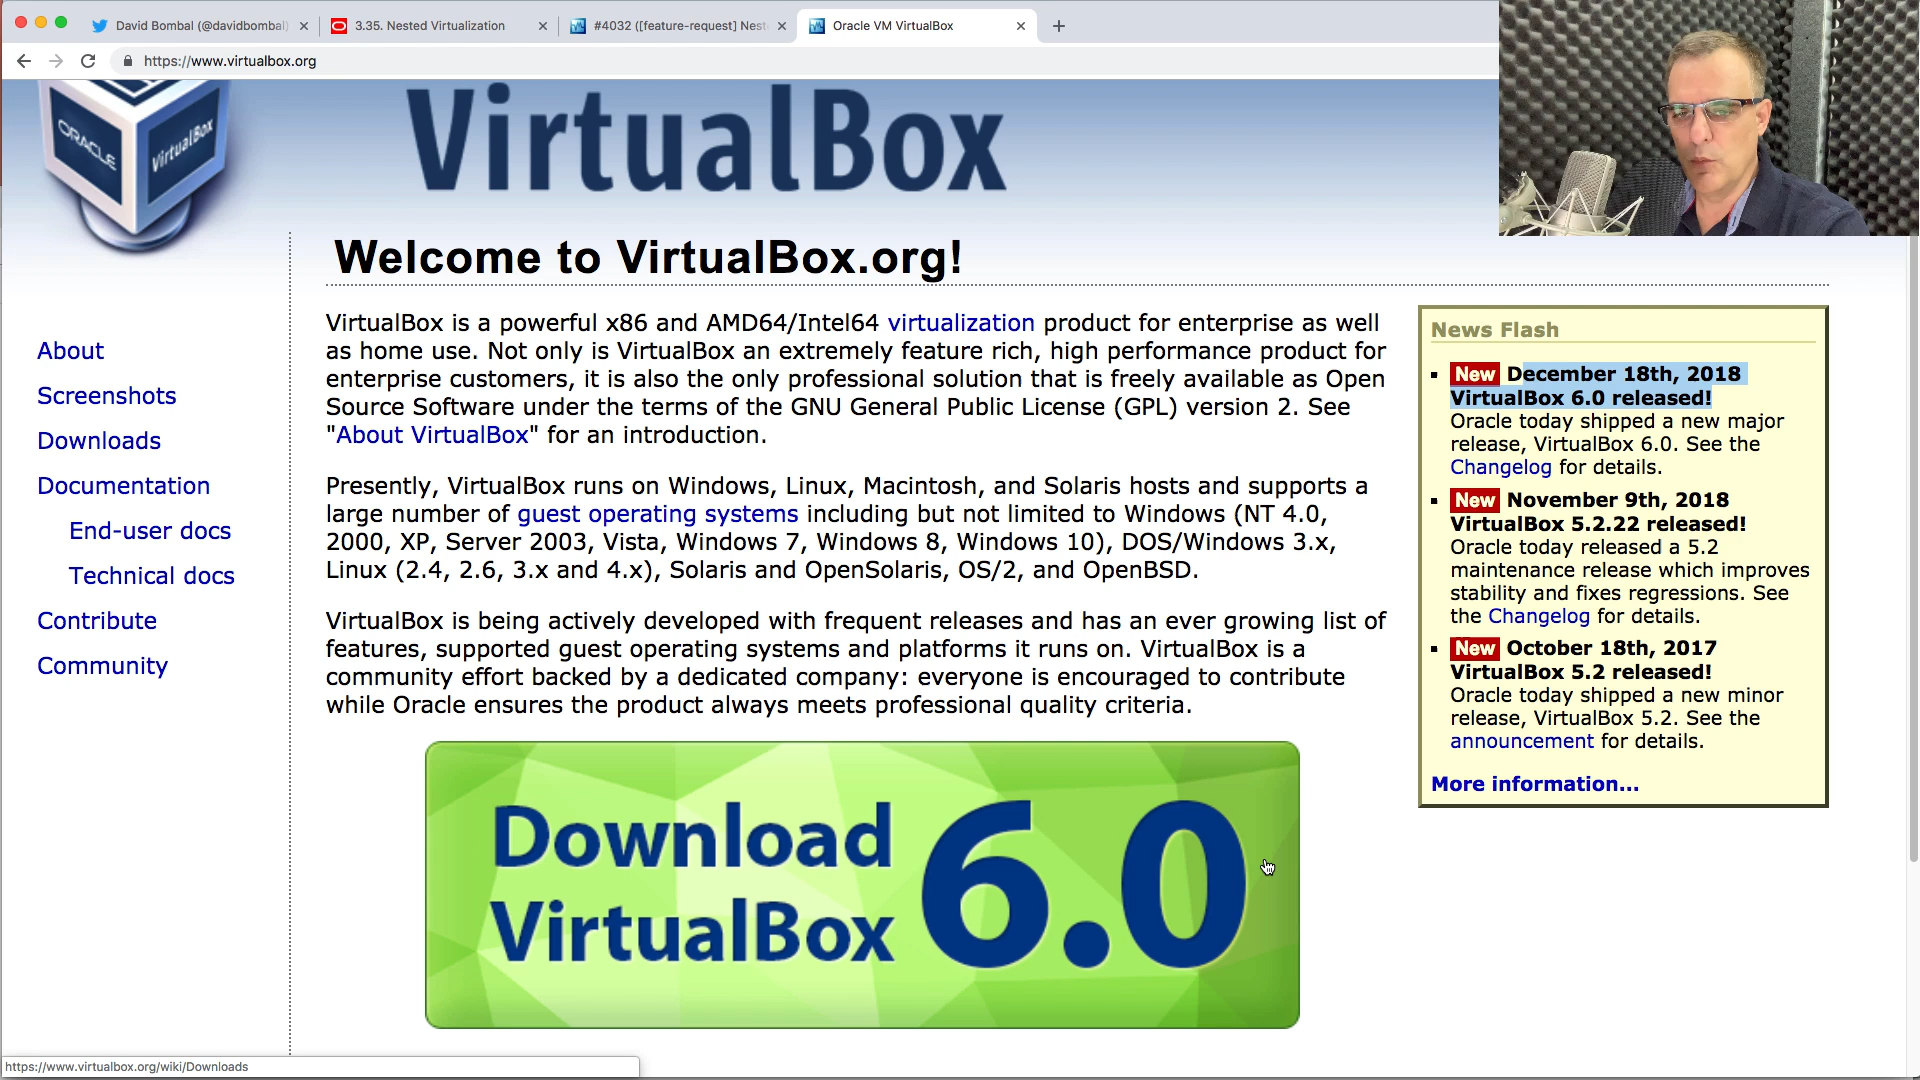 David Bombal (@davidbombal)
3.35. Nested Virtualization
#4032 ([feature-request] Nest
Oracle VM VirtualBox
https://www.virtualbox.org
ORACLE
VirtualBox
VirtualBox
Welcome to VirtualBox.org!
About
Screenshots
Downloads
Documentation
End-user docs
Technical docs
Contribute
Community
VirtualBox is a powerful x86 and AMD64/Intel64 virtualization product for enterprise as well
as home use. Not only is VirtualBox an extremely feature rich, high performance product for
enterprise customers, it is also the only professional solution that is freely available as Open
Source Software under the terms of the GNU General Public License (GPL) version 2. See
"About VirtualBox" for an introduction.
Presently, VirtualBox runs on Windows, Linux, Macintosh, and Solaris hosts and supports a
large number of guest operating systems including but not limited to Windows (NT 4.0,
2000, XP, Server 2003, Vista, Windows 7, Windows 8, Windows 10), DOS/Windows 3.x,
Linux (2.4, 2.6, 3.x and 4.x), Solaris and OpenSolaris, OS/2, and OpenBSD.
VirtualBox is being actively developed with frequent releases and has an ever growing list of
features, supported guest operating systems and platforms it runs on. VirtualBox is a
community effort backed by a dedicated company: everyone is encouraged to contribute
while Oracle ensures the product always meets professional quality criteria.
Download
VirtualBox
6.0
News Flash
New December 18th, 2018
VirtualBox 6.0 released!
Oracle today shipped a new major
release, VirtualBox 6.0. See the
Changelog for details.
New November 9th, 2018
VirtualBox 5.2.22 released!
Oracle today released a 5.2
maintenance release which improves
stability and fixes regressions. See
the Changelog for details.
New October 18th, 2017
VirtualBox 5.2 released!
Oracle today shipped a new minor
release, VirtualBox 5.2. See the
announcement for details.
More information...
https://www.virtualbox.org/wiki/Downloads